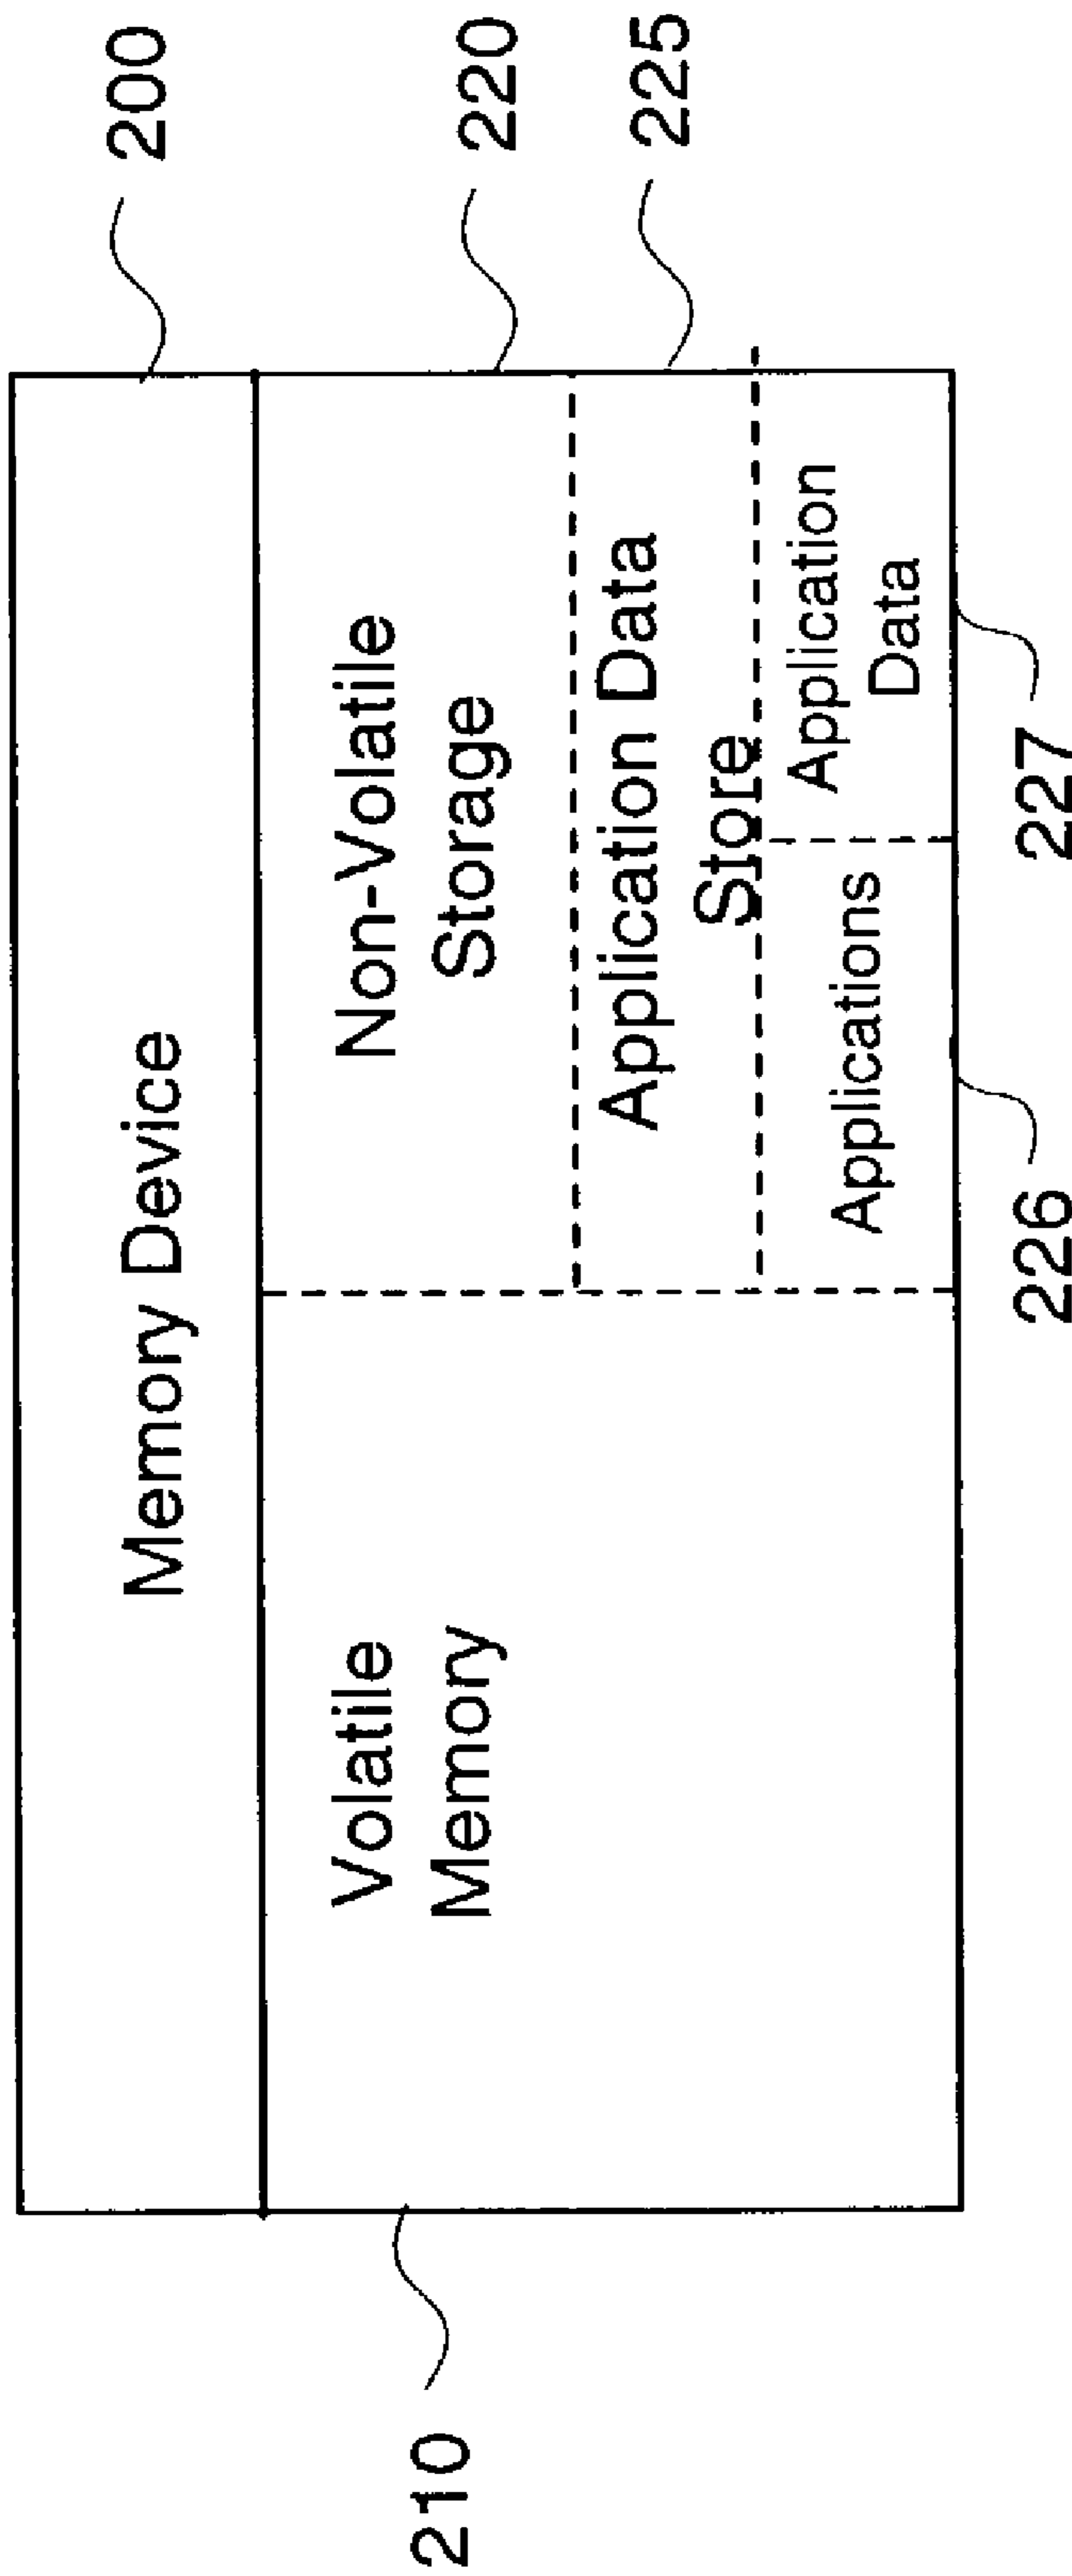 Memory Device
200
Volatile
Memory
210
Non-Volatile
Storage
220
Application Data
Store
225
Applications
226
Application
Data
227